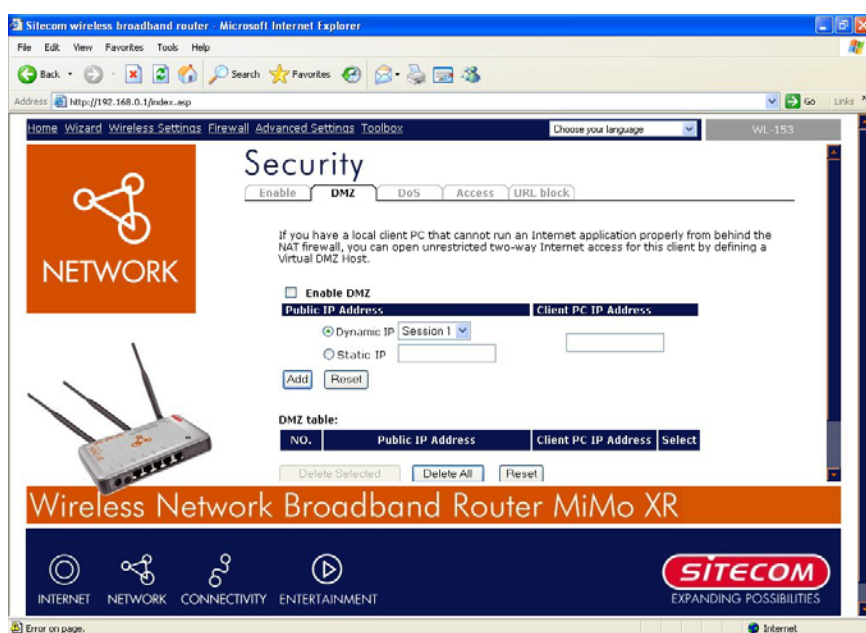 Sitecom wireless broadband router - Microsoft Internet Explorer
File Edit View Favorites Tools Help
Back Search Favorites
Address http://192.168.0.1/index.asp Go Links
Home Wizard Wireless Settings Firewall Advanced Settings Toolbox Choose your language WL-153
Security
Enable DMZ DoS Access URL block
NETWORK
If you have a local client PC that cannot run an Internet application properly from behind the
NAT firewall, you can open unrestricted two-way Internet access for this client by defining a
Virtual DMZ Host.
Enable DMZ
Public IP Address Client PC IP Address
Dynamic IP Session 1
Static IP
Add Reset
DMZ table:
NO. Public IP Address Client PC IP Address Select
Delete Selected Delete All Reset
Wireless Network Broadband Router MiMo XR
INTERNET NETWORK CONNECTIVITY ENTERTAINMENT
SITECOM
EXPANDING POSSIBILITIES
Error on page. Internet